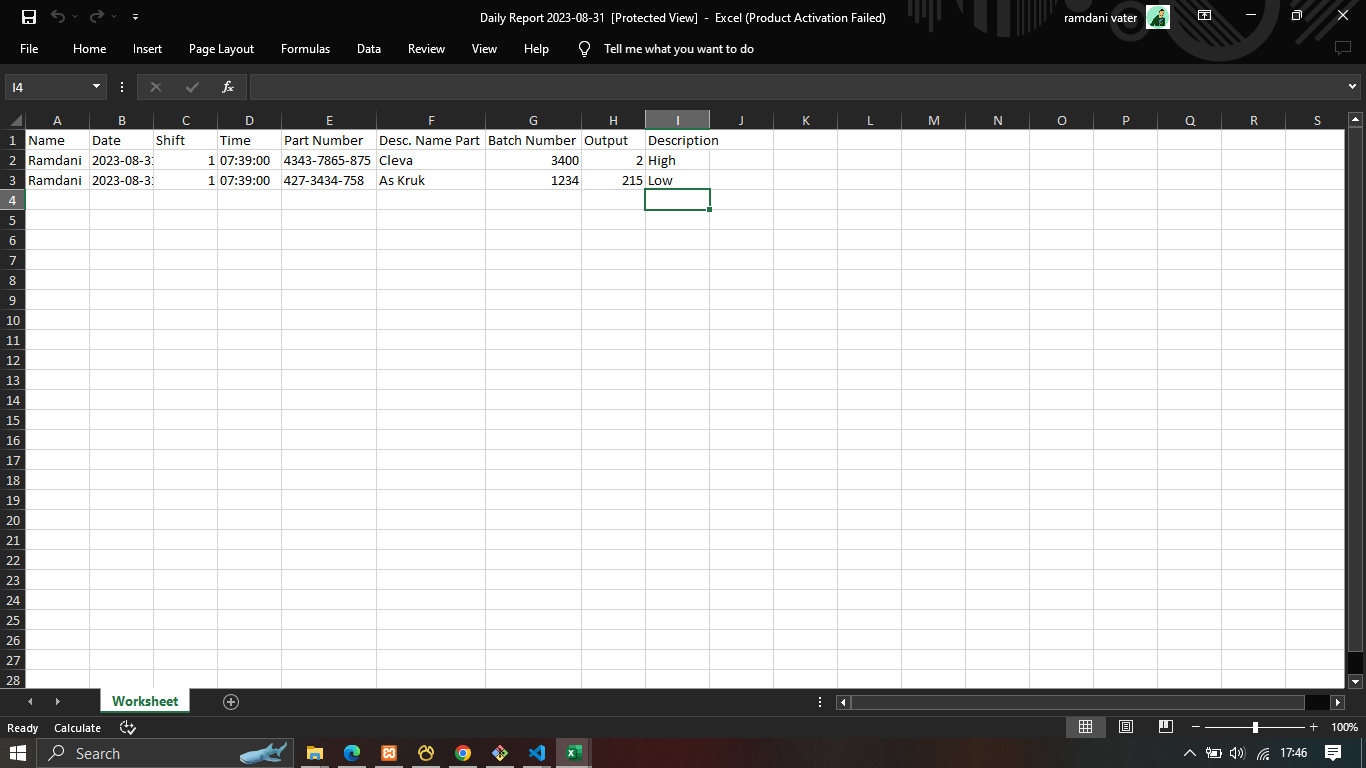 Daily Report 2023-08-31 [Protected View] - Excel (Product Activation Failed)
ramdani vater
File Home Insert Page Layout Formulas Data Review View Help Tell me what you want to do
I4 fx
A B C D E F G H I J K L M N O P Q R S
1 Name Date Shift Time Part Number Desc. Name Part Batch Number Output Description
2 Ramdani 2023-08-31 1 07:39:00 4343-7865-875 Cleva 3400 2 High
3 Ramdani 2023-08-31 1 07:39:00 427-3434-758 As Kruk 1234 215 Low
4
5
6
7
8
9
10
11
12
13
14
15
16
17
18
19
20
21
22
23
24
25
26
27
28
Worksheet
Ready Calculate 100%
Search 17:46